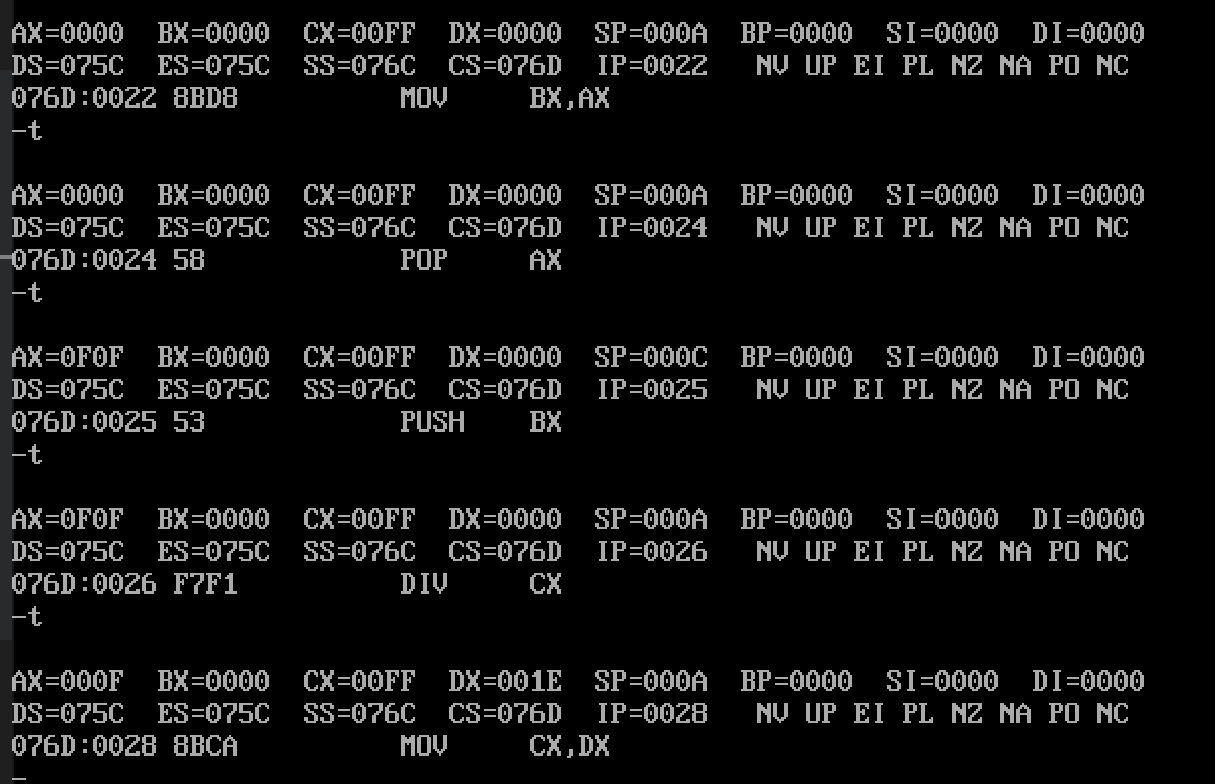 AX=0000  BX=0000  CX=00FF  DX=0000  SP=000A  BP=0000  SI=0000  DI=0000
DS=075C  ES=075C  SS=076C  CS=076D  IP=0022   NV UP EI PL NZ NA PO NC
076D:0022 8BD8          MOV     BX,AX
-t
AX=0000  BX=0000  CX=00FF  DX=0000  SP=000A  BP=0000  SI=0000  DI=0000
DS=075C  ES=075C  SS=076C  CS=076D  IP=0024   NV UP EI PL NZ NA PO NC
076D:0024 58            POP     AX
-t
AX=0F0F  BX=0000  CX=00FF  DX=0000  SP=000C  BP=0000  SI=0000  DI=0000
DS=075C  ES=075C  SS=076C  CS=076D  IP=0025   NV UP EI PL NZ NA PO NC
076D:0025 53            PUSH    BX
-t
AX=0F0F  BX=0000  CX=00FF  DX=0000  SP=000A  BP=0000  SI=0000  DI=0000
DS=075C  ES=075C  SS=076C  CS=076D  IP=0026   NV UP EI PL NZ NA PO NC
076D:0026 F7F1          DIV     CX
-t
AX=000F  BX=0000  CX=00FF  DX=001E  SP=000A  BP=0000  SI=0000  DI=0000
DS=075C  ES=075C  SS=076C  CS=076D  IP=0028   NV UP EI PL NZ NA PO NC
076D:0028 8BCA          MOV     CX,DX
-